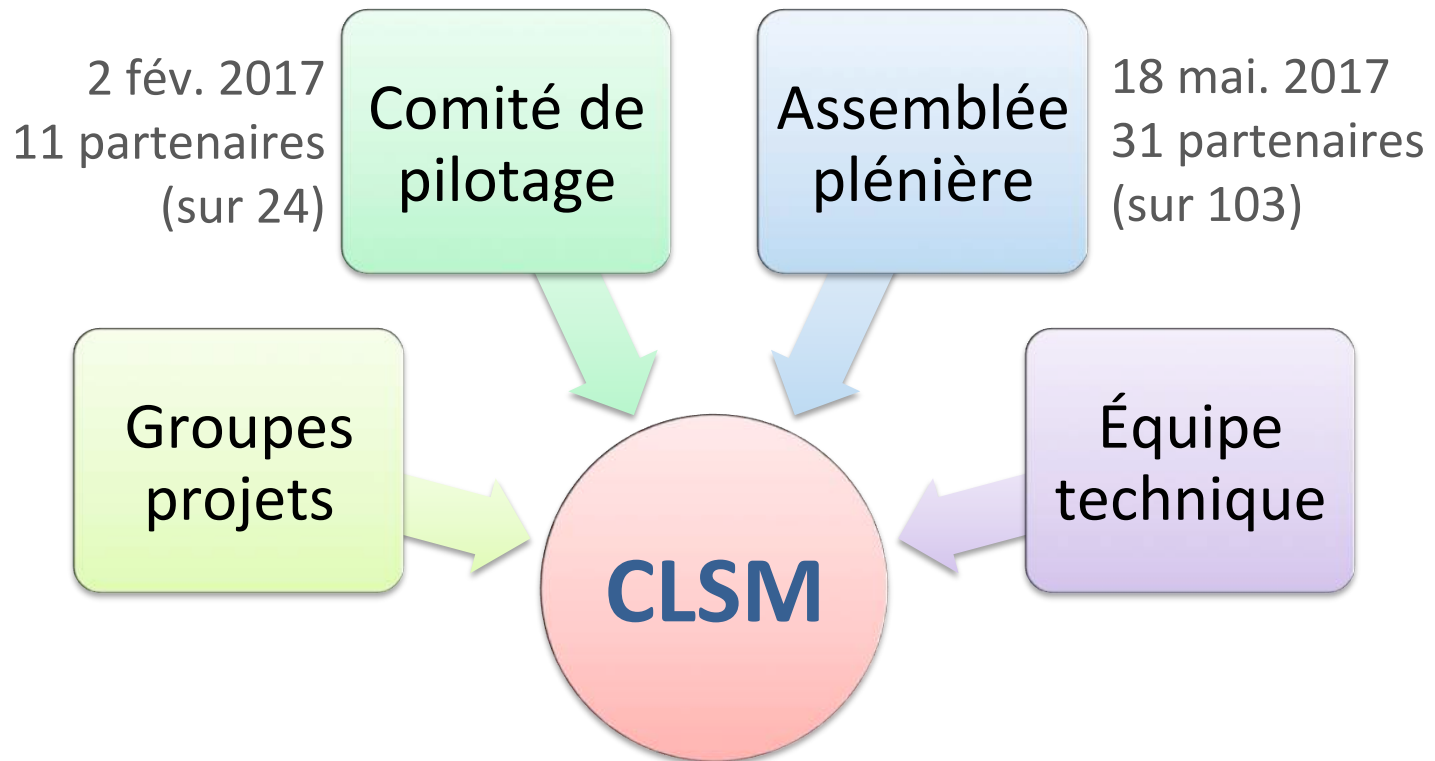 2 fév. 2017
11 partenaires
(sur 24)
Comité de
pilotage
Assemblée
plénière
18 mai. 2017
31 partenaires
(sur 103)
Groupes
projets
Équipe
technique
CLSM